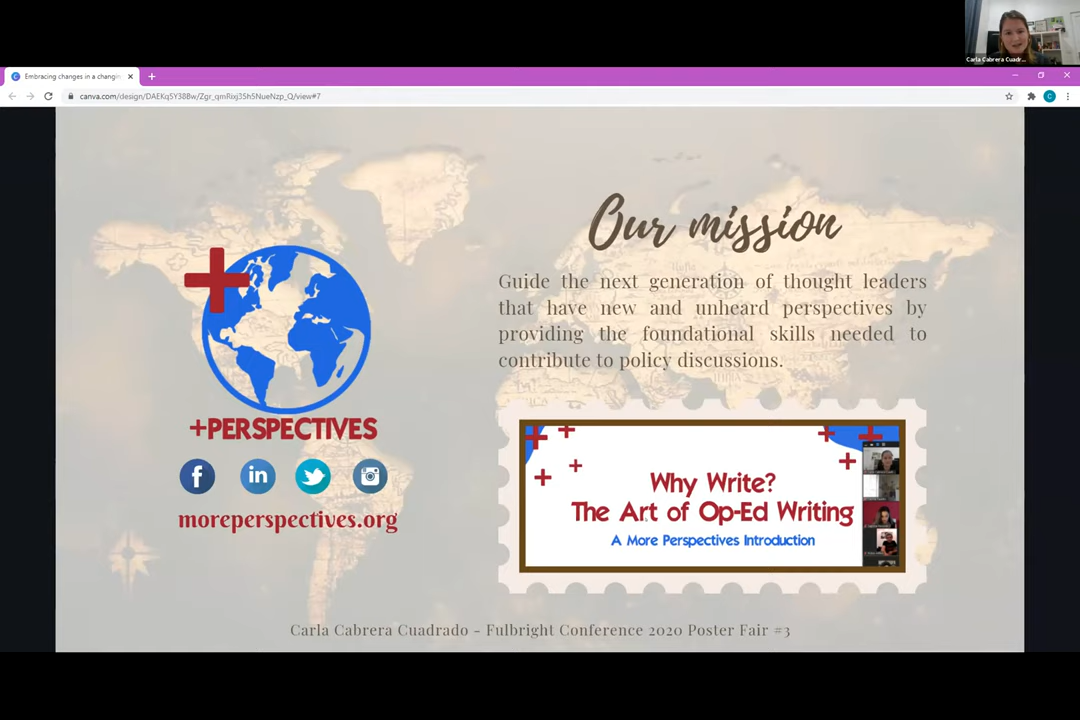 Carla Cabrera Cuadr...
Embracing changes in a changin
canva.com/design/DAEKq5Y38Bw/Zgr_qmRixj35h5NueNzp_Q/view#7
Our mission
Guide the next generation of thought leaders
that have new and unheard perspectives by
providing the foundational skills needed to
contribute to policy discussions.
+PERSPECTIVES
moreperspectives.org
Why Write?
The Art of Op-Ed Writing
A More Perspectives Introduction
Carla Cabrera Cuadrado - Fulbright Conference 2020 Poster Fair #3